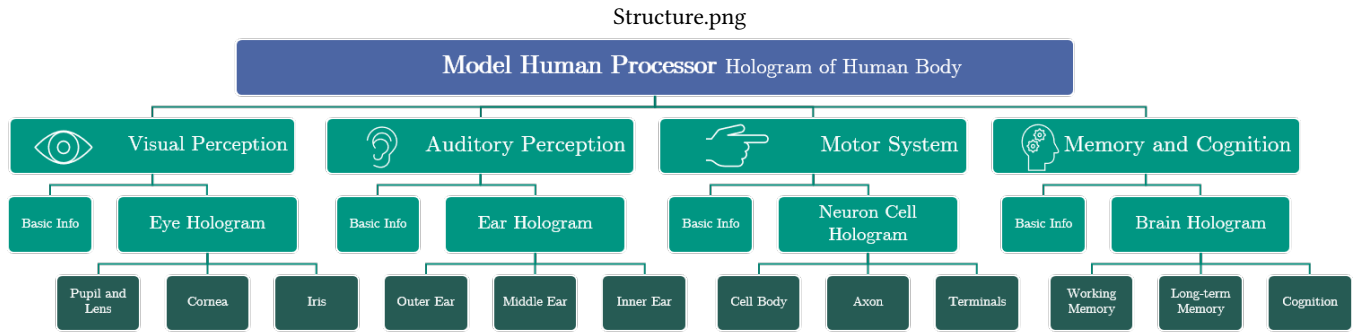 Structure.png
Model Human Processor Hologram of Human Body
Visual Perception
Auditory Perception
Motor System
Memory and Cognition
Basic Info
Eye Hologram
Basic Info
Ear Hologram
Basic Info
Neuron Cell
Hologram
Basic Info
Brain Hologram
Pupil and
Lens
Cornea
Iris
Outer Ear
Middle Ear
Inner Ear
Cell Body
Axon
Terminals
Working
Memory
Long-term
Memory
Cognition